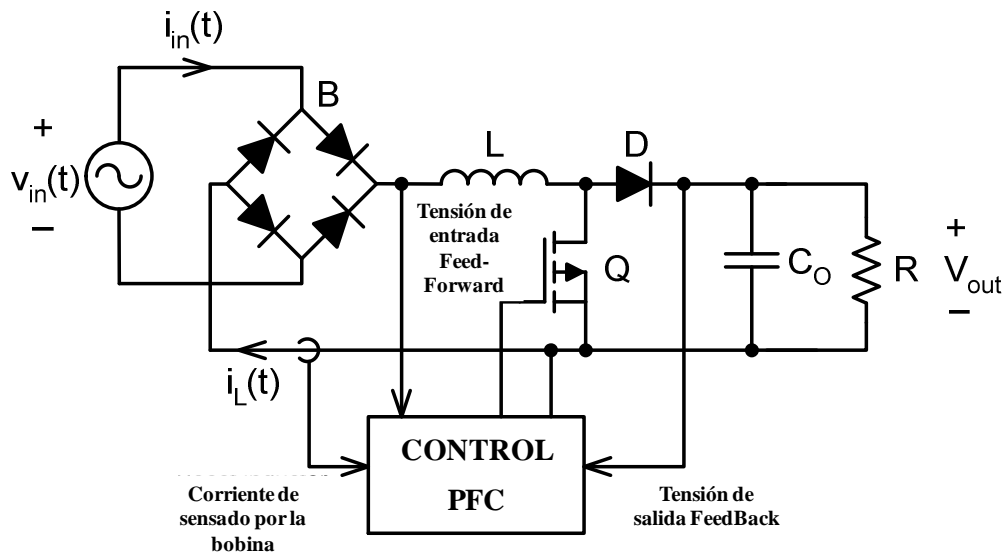 i_in(t)
B
+
v_in(t)
−
L
D
Tensión de
entrada
Feed-
Forward
Q
C_O
R
+
V_out
−
i_L(t)
CONTROL
PFC
Corriente de
sensado por la
bobina
Tensión de
salida FeedBack